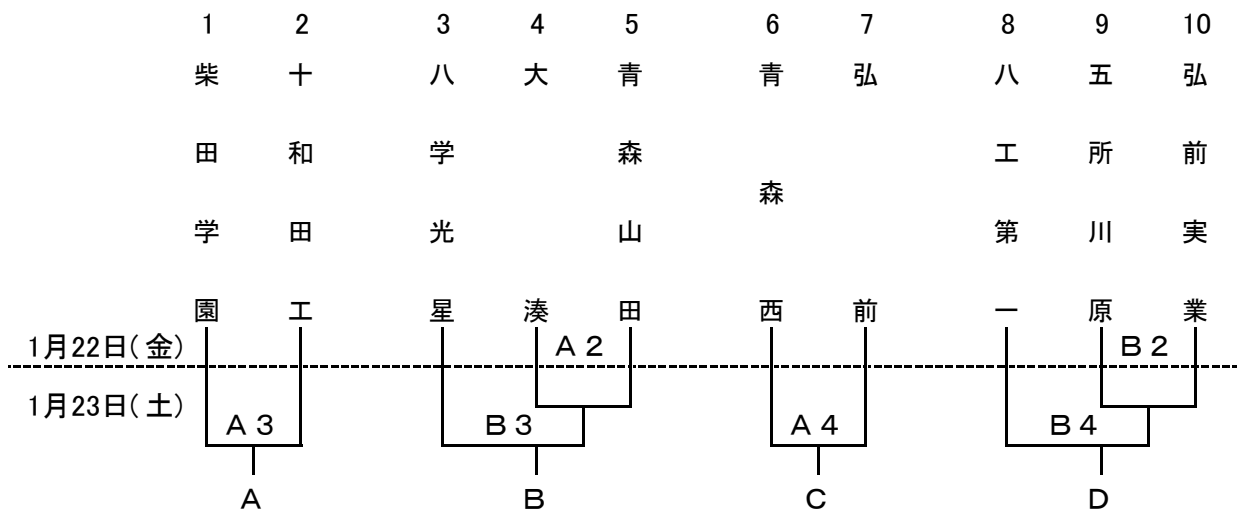 1 2 3 4 5 6 7 8 9 10
柴田学園
十和田工
八学光星
大湊
青森山田
青森西
弘前
八工第一
五所川原
弘前実業
1月22日(金) A2 B2
1月23日(土)
A3 B3 A4 B4
A B C D